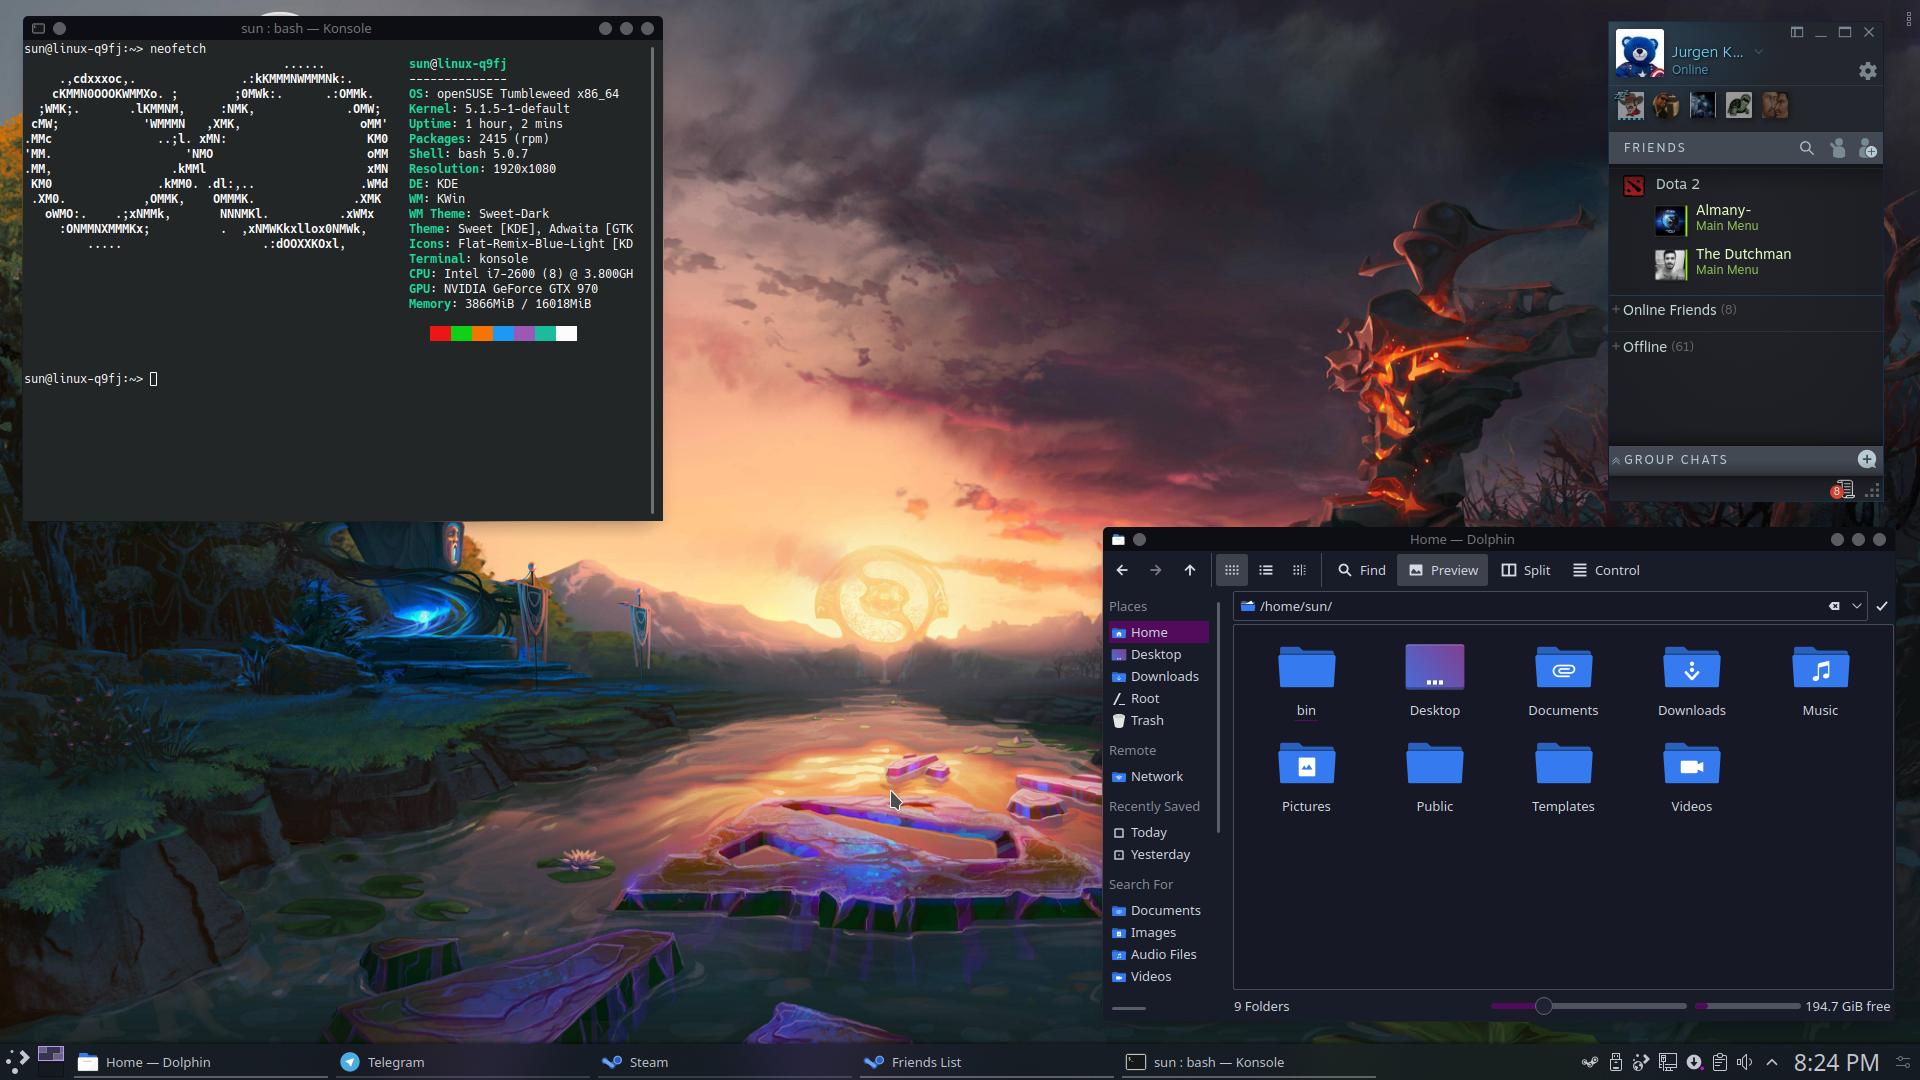 sun : bash — Konsole
sun@linux-q9fj:~> neofetch
......
.,cdxxxoc,. .:kKMMMNWMMMNk:.
cKMMN0OOOKWMMXo. ; ;0MWk:. .:OMMk.
;WMK;. .lKMMNM, :NMK, .OMW;
cMW; 'WMMMN ,XMK, oMM'
.MMc ..;l. xMN: KM0
'MM. 'NMO oMM
.MM, .kMMl xMN
KM0 .kMM0. .dl:,.. .WMd
.XM0. ,OMMK, OMMMK. .XMK
oWMO:. .;xNMMk, NNNMKl. .xWMx
:ONMMNXMMMKx; . ,xNMWKkxllox0NMWk,
..... .:dOOXXKOxl,
sun@linux-q9fj
--------------
OS: openSUSE Tumbleweed x86_64
Kernel: 5.1.5-1-default
Uptime: 1 hour, 2 mins
Packages: 2415 (rpm)
Shell: bash 5.0.7
Resolution: 1920x1080
DE: KDE
WM: KWin
WM Theme: Sweet-Dark
Theme: Sweet [KDE], Adwaita [GTK
Icons: Flat-Remix-Blue-Light [KD
Terminal: konsole
CPU: Intel i7-2600 (8) @ 3.800GH
GPU: NVIDIA GeForce GTX 970
Memory: 3866MiB / 16018MiB
sun@linux-q9fj:~>
Jurgen K...
Online
FRIENDS
Dota 2
Almany-
Main Menu
The Dutchman
Main Menu
+ Online Friends (8)
+ Offline (61)
GROUP CHATS
8
Home — Dolphin
Find
Preview
Split
Control
/home/sun/
Places
Home
Desktop
Downloads
Root
Trash
Remote
Network
Recently Saved
Today
Yesterday
Search For
Documents
Images
Audio Files
Videos
bin
Desktop
Documents
Downloads
Music
Pictures
Public
Templates
Videos
9 Folders
194.7 GiB free
Home — Dolphin
Telegram
Steam
Friends List
sun : bash — Konsole
8:24 PM